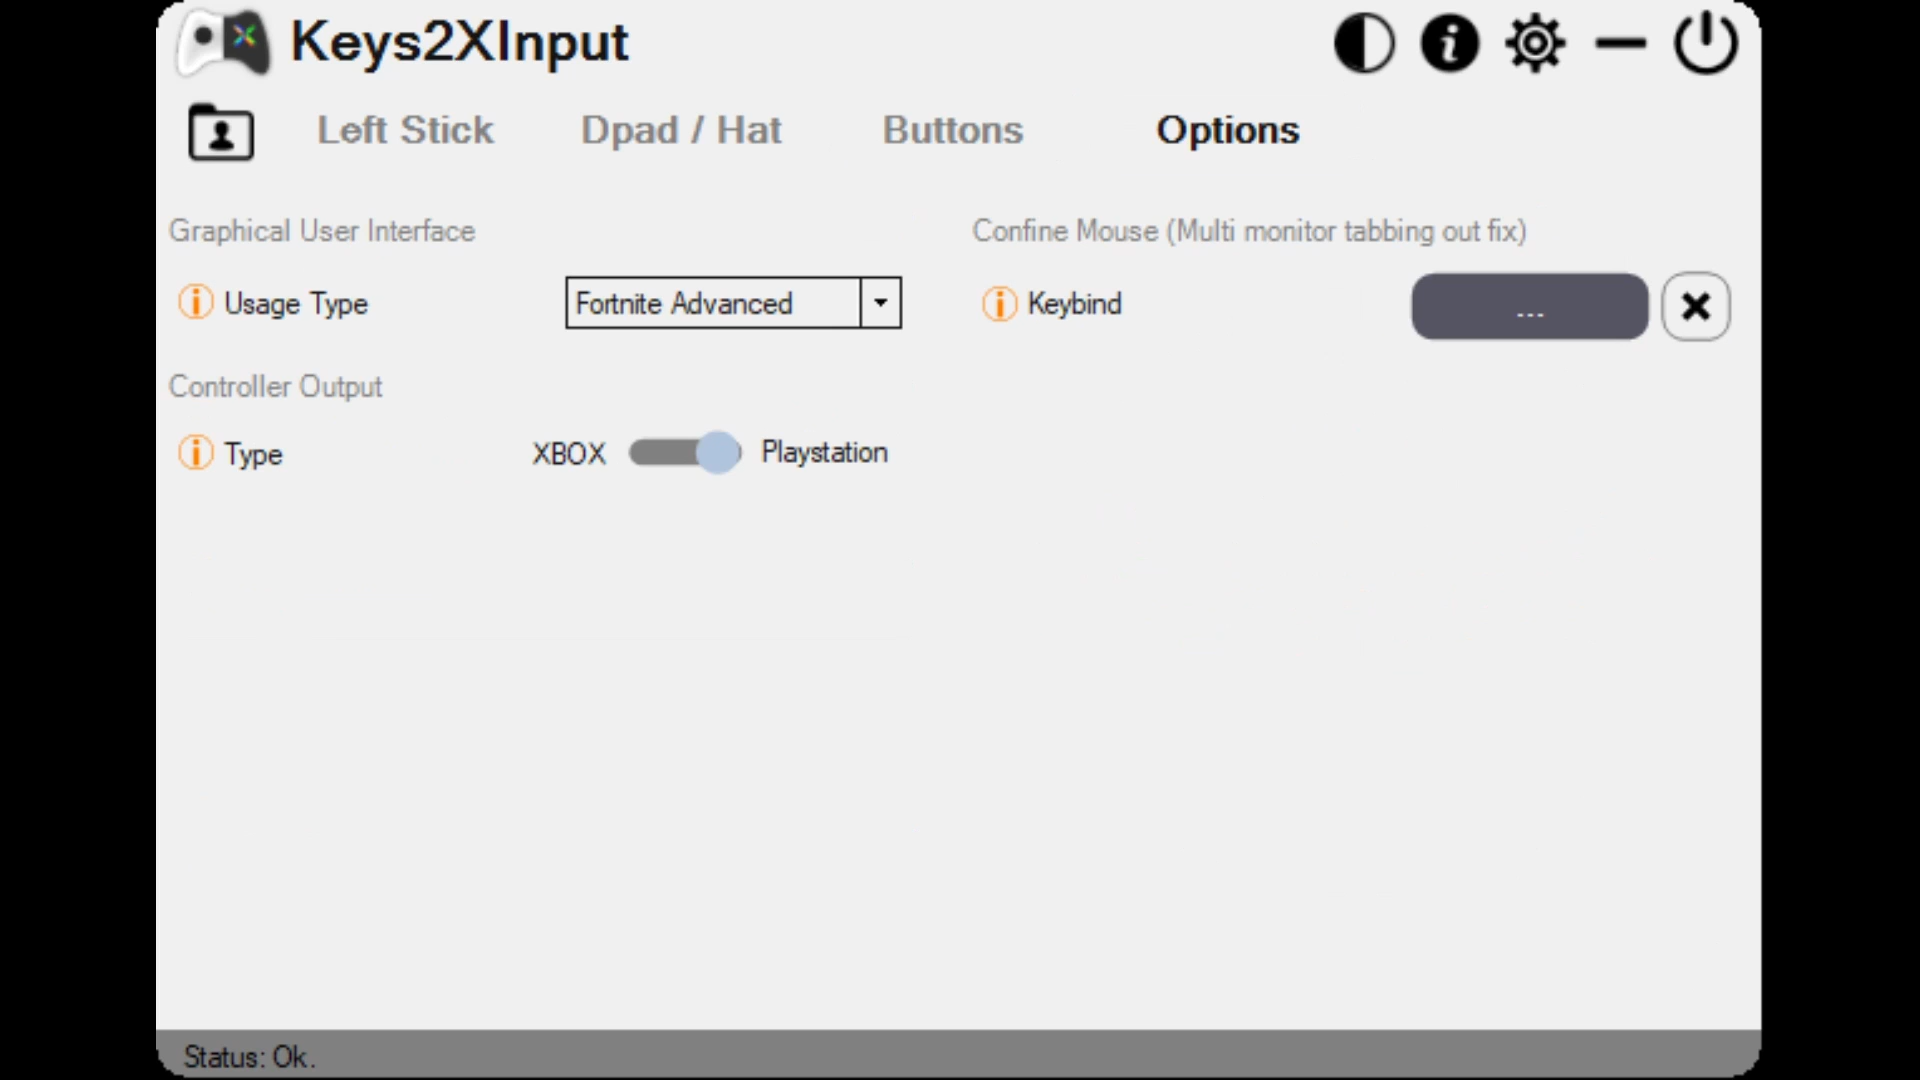 Keys2XInput
Left Stick Dpad / Hat Buttons Options
Graphical User Interface
Usage Type Fortnite Advanced
Controller Output
Type XBOX Playstation
Confine Mouse (Multi monitor tabbing out fix)
Keybind ...
Status: Ok.